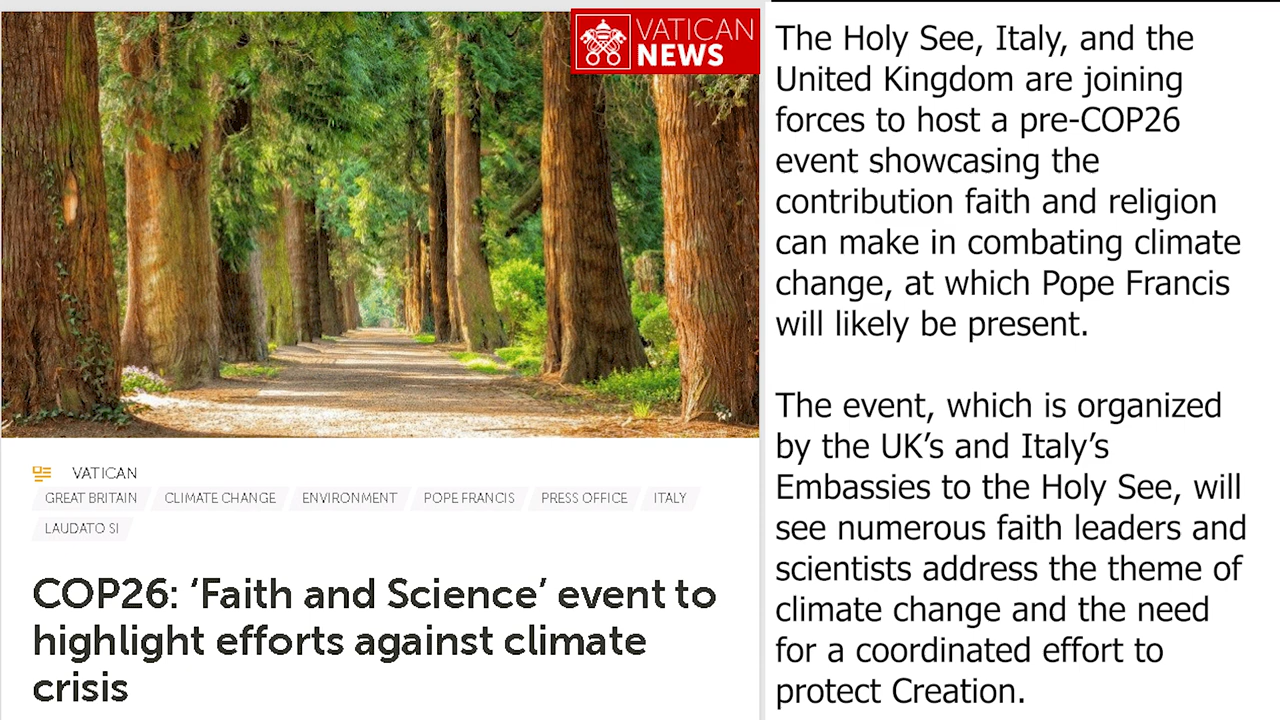 VATICAN
NEWS
VATICAN
GREAT BRITAIN CLIMATE CHANGE ENVIRONMENT POPE FRANCIS PRESS OFFICE ITALY
LAUDATO SI
COP26: ‘Faith and Science’ event to
highlight efforts against climate
crisis
The Holy See, Italy, and the
United Kingdom are joining
forces to host a pre-COP26
event showcasing the
contribution faith and religion
can make in combating climate
change, at which Pope Francis
will likely be present.
The event, which is organized
by the UK’s and Italy’s
Embassies to the Holy See, will
see numerous faith leaders and
scientists address the theme of
climate change and the need
for a coordinated effort to
protect Creation.